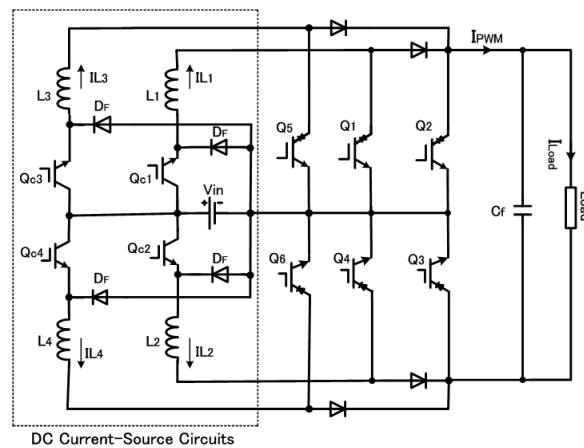 IPWM
IL3
IL1
L3
L1
DF
DF
Q5
Q1
Q2
ILoad
Qc3
Qc1
Vin
+ -
Cf
Load
Qc4
Qc2
Q6
Q4
Q3
DF
DF
L4
IL4
L2
IL2
DC Current-Source Circuits